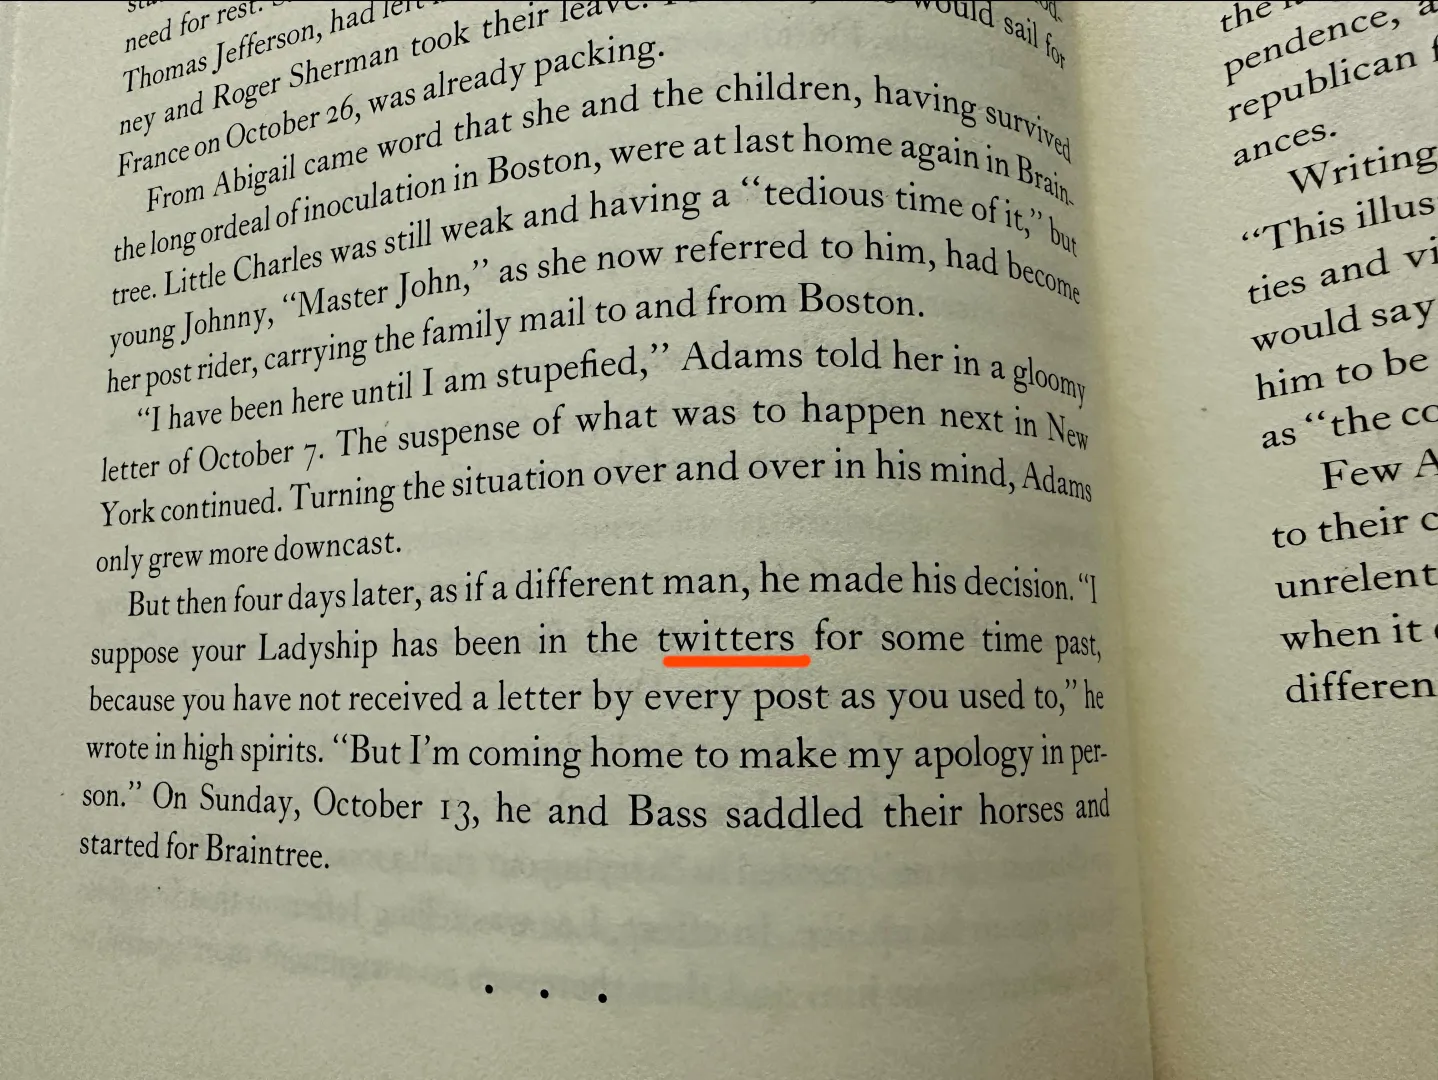 need for rest.
Thomas Jefferson, had left
ney and Roger Sherman took their leave. would sail for
France on October 26, was already packing.
From Abigail came word that she and the children, having survived
the long ordeal of inoculation in Boston, were at last home again in Brain-
tree. Little Charles was still weak and having a “tedious time of it,” but
young Johnny, “Master John,” as she now referred to him, had become
her post rider, carrying the family mail to and from Boston.
“I have been here until I am stupefied,” Adams told her in a gloomy
letter of October 7. The suspense of what was to happen next in New
York continued. Turning the situation over and over in his mind, Adams
only grew more downcast.
But then four days later, as if a different man, he made his decision. “I
suppose your Ladyship has been in the twitters for some time past,
because you have not received a letter by every post as you used to,” he
wrote in high spirits. “But I’m coming home to make my apology in per-
son.” On Sunday, October 13, he and Bass saddled their horses and
started for Braintree.
. . .
the
pendence,
republican
ances.
Writing
“This illus
ties and vi
would say
him to be
as “the co
Few A
to their c
unrelent
when it
differen